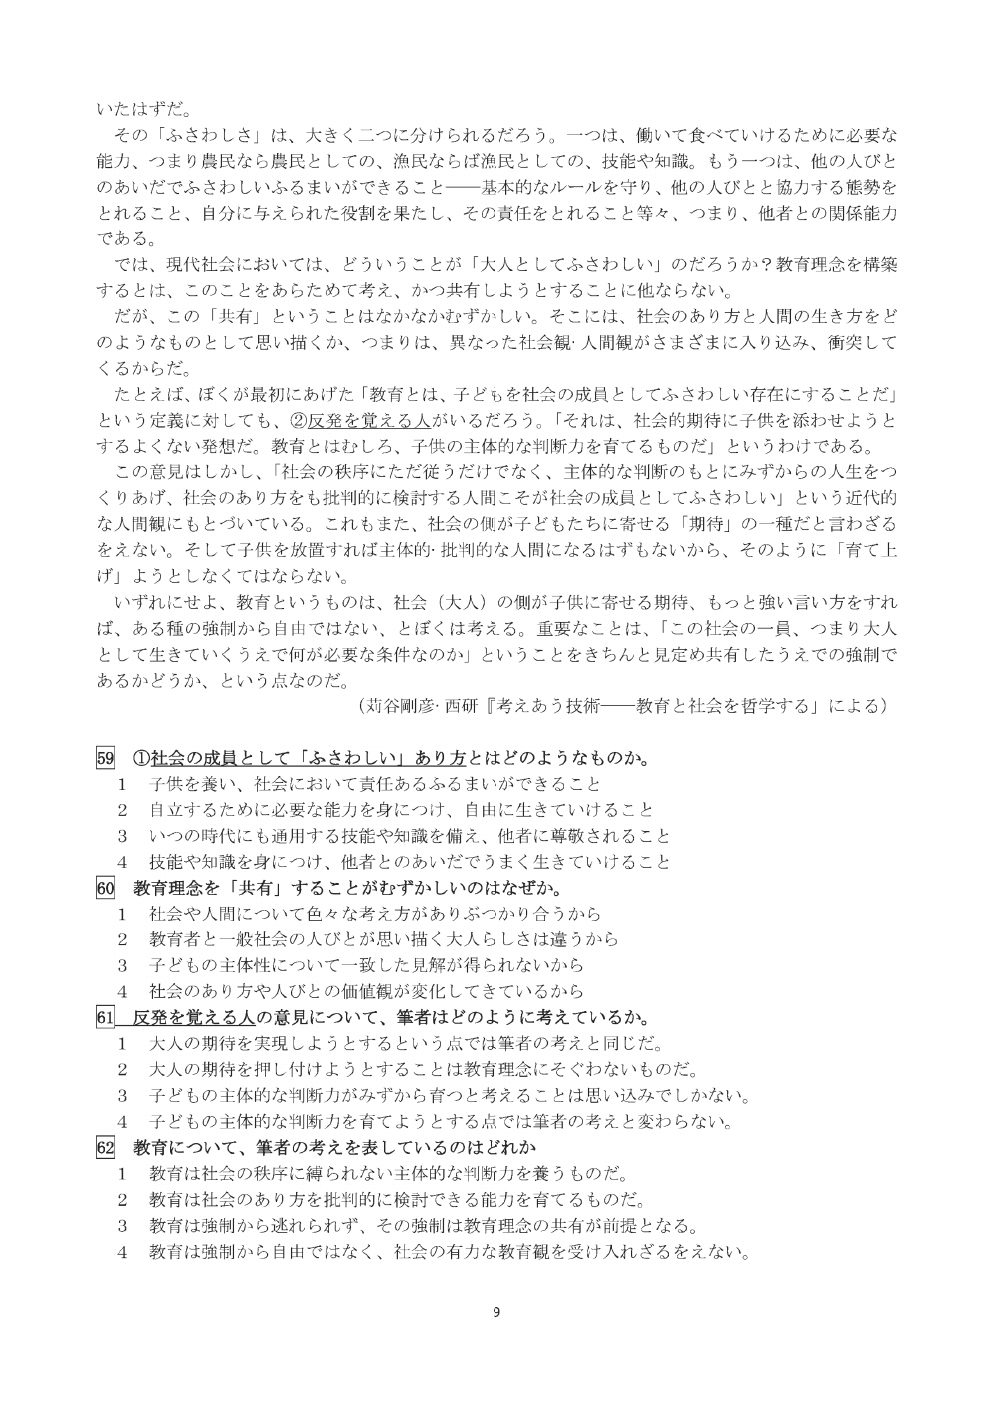 いたはずだ。
その「ふさわしさ」は、大きく二つに分けられるだろう。一つは、働いて食べていけるために必要な
能力、つまり農民なら農民としての、漁民ならば漁民としての、技能や知識。もう一つは、他の人びと
のあいだでふさわしいふるまいができること――基本的なルールを守り、他の人びとと協力する態勢を
とれること、自分に与えられた役割を果たし、その責任をとれること等々、つまり、他者との関係能力
である。
では、現代社会においては、どういうことが「大人としてふさわしい」のだろうか？教育理念を構築
するとは、このことをあらためて考え、かつ共有しようとすることに他ならない。
だが、この「共有」ということはなかなかむずかしい。そこには、社会のあり方と人間の生き方をど
のようなものとして思い描くか、つまりは、異なった社会観･人間観がさまざまに入り込み、衝突して
くるからだ。
たとえば、ぼくが最初にあげた「教育とは、子どもを社会の成員としてふさわしい存在にすることだ」
という定義に対しても、②反発を覚える人がいるだろう。「それは、社会的期待に子供を添わせようと
するよくない発想だ。教育とはむしろ、子供の主体的な判断力を育てるものだ」というわけである。
この意見はしかし、「社会の秩序にただ従うだけでなく、主体的な判断のもとにみずからの人生をつ
くりあげ、社会のあり方をも批判的に検討する人間こそが社会の成員としてふさわしい」という近代的
な人間観にもとづいている。これもまた、社会の側が子どもたちに寄せる「期待」の一種だと言わざる
をえない。そして子供を放置すれば主体的･批判的な人間になるはずもないから、そのように「育て上
げ」ようとしなくてはならない。
いずれにせよ、教育というものは、社会（大人）の側が子供に寄せる期待、もっと強い言い方をすれ
ば、ある種の強制から自由ではない、とぼくは考える。重要なことは、「この社会の一員、つまり大人
として生きていくうえで何が必要な条件なのか」ということをきちんと見定め共有したうえでの強制で
あるかどうか、という点なのだ。
（苅谷剛彦･西研『考えあう技術――教育と社会を哲学する」による）
59 ①社会の成員として「ふさわしい」あり方とはどのようなものか。
1 子供を養い、社会において責任あるふるまいができること
2 自立するために必要な能力を身につけ、自由に生きていけること
3 いつの時代にも通用する技能や知識を備え、他者に尊敬されること
4 技能や知識を身につけ、他者とのあいだでうまく生きていけること
60 教育理念を「共有」することがむずかしいのはなぜか。
1 社会や人間について色々な考え方がありぶつかり合うから
2 教育者と一般社会の人びとが思い描く大人らしさは違うから
3 子どもの主体性について一致した見解が得られないから
4 社会のあり方や人びとの価値観が変化してきているから
61 反発を覚える人の意見について、筆者はどのように考えているか。
1 大人の期待を実現しようとするという点では筆者の考えと同じだ。
2 大人の期待を押し付けようとすることは教育理念にそぐわないものだ。
3 子どもの主体的な判断力がみずから育つと考えることは思い込みでしかない。
4 子どもの主体的な判断力を育てようとする点では筆者の考えと変わらない。
62 教育について、筆者の考えを表しているのはどれか
1 教育は社会の秩序に縛られない主体的な判断力を養うものだ。
2 教育は社会のあり方を批判的に検討できる能力を育てるものだ。
3 教育は強制から逃れられず、その強制は教育理念の共有が前提となる。
4 教育は強制から自由ではなく、社会の有力な教育観を受け入れざるをえない。
9